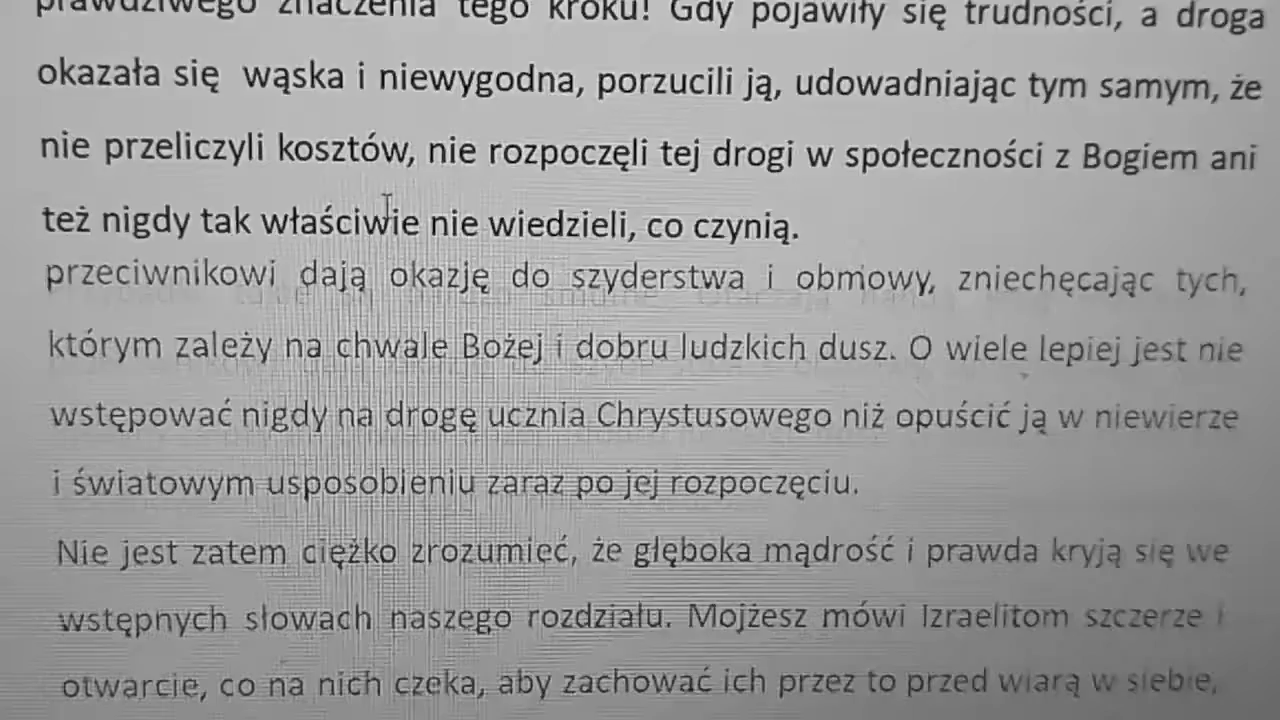 prawdziwego znaczenia tego kroku! Gdy pojawiły się trudności, a droga
okazała się wąska i niewygodna, porzucili ją, udowadniając tym samym, że
nie przeliczyli kosztów, nie rozpoczęli tej drogi w społeczności z Bogiem ani
też nigdy tak właściwie nie wiedzieli, co czynią.
przeciwnikowi dają okazję do szyderstwa i obmowy, zniechęcając tych,
którym zależy na chwale Bożej i dobru ludzkich dusz. O wiele lepiej jest nie
wstępować nigdy na drogę ucznia Chrystusowego niż opuścić ją w niewierze
i światowym usposobieniu zaraz po jej rozpoczęciu.
Nie jest zatem ciężko zrozumieć, że głęboka mądrość i prawda kryją się we
wstępnych słowach naszego rozdziału. Mojżesz mówi Izraelitom szczerze i
otwarcie, co na nich czeka, aby zachować ich przez to przed wiarą w siebie,